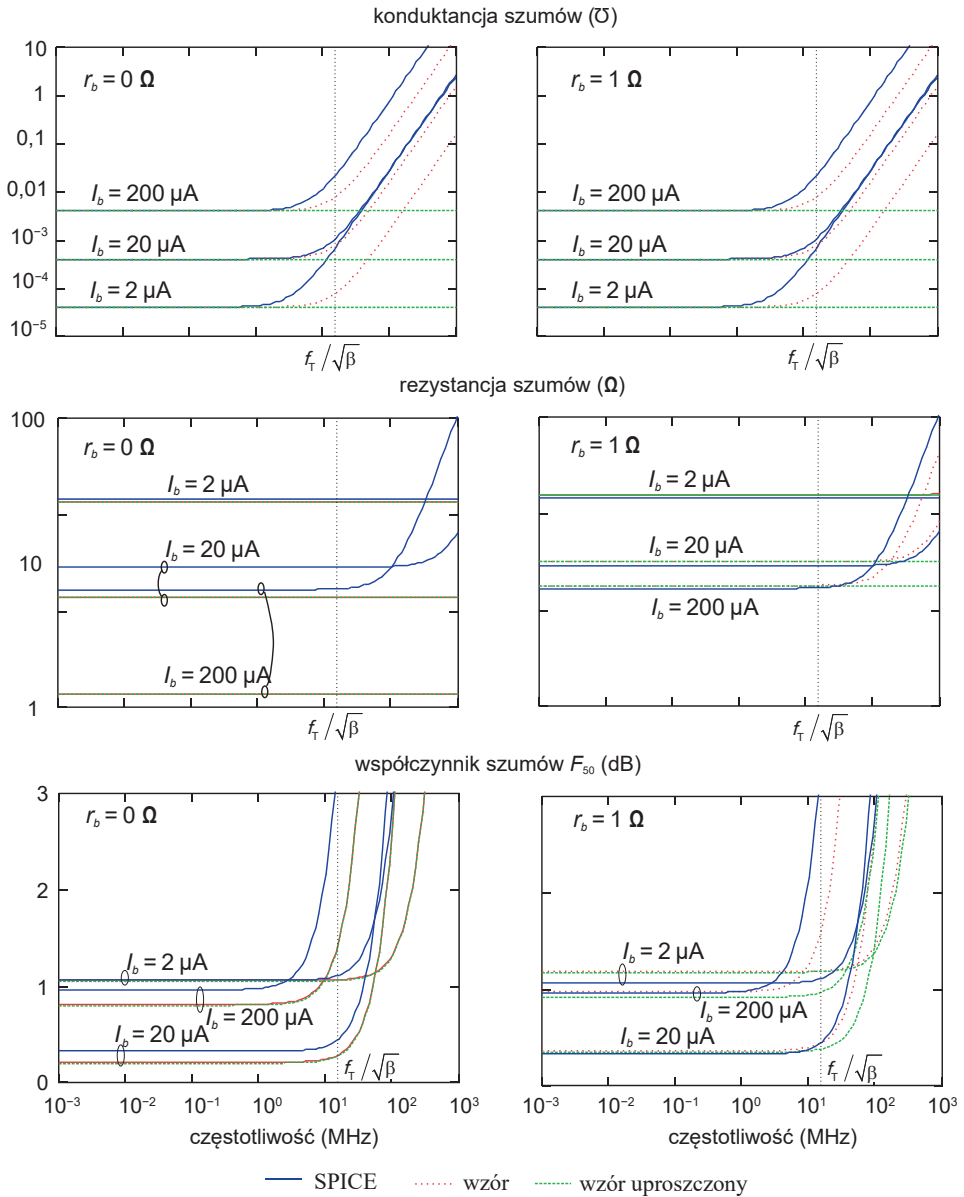 konduktancja szumów (℧)
10
1
0,1
0,01
10⁻³
10⁻⁴
10⁻⁵
r_b = 0 Ω
I_b = 200 µA
I_b = 20 µA
I_b = 2 µA
f_T/√β
r_b = 1 Ω
I_b = 200 µA
I_b = 20 µA
I_b = 2 µA
f_T/√β
rezystancja szumów (Ω)
100
10
1
r_b = 0 Ω
I_b = 2 µA
I_b = 20 µA
I_b = 200 µA
f_T/√β
r_b = 1 Ω
I_b = 2 µA
I_b = 20 µA
I_b = 200 µA
f_T/√β
współczynnik szumów F₅₀ (dB)
3
2
1
0
r_b = 0 Ω
I_b = 2 µA
I_b = 200 µA
I_b = 20 µA
f_T/√β
10⁻³ 10⁻² 10⁻¹ 10⁰ 10¹ 10² 10³
częstotliwość (MHz)
r_b = 1 Ω
I_b = 2 µA
I_b = 200 µA
I_b = 20 µA
f_T/√β
10⁻³ 10⁻² 10⁻¹ 10⁰ 10¹ 10² 10³
częstotliwość (MHz)
SPICE wzór wzór uproszczony